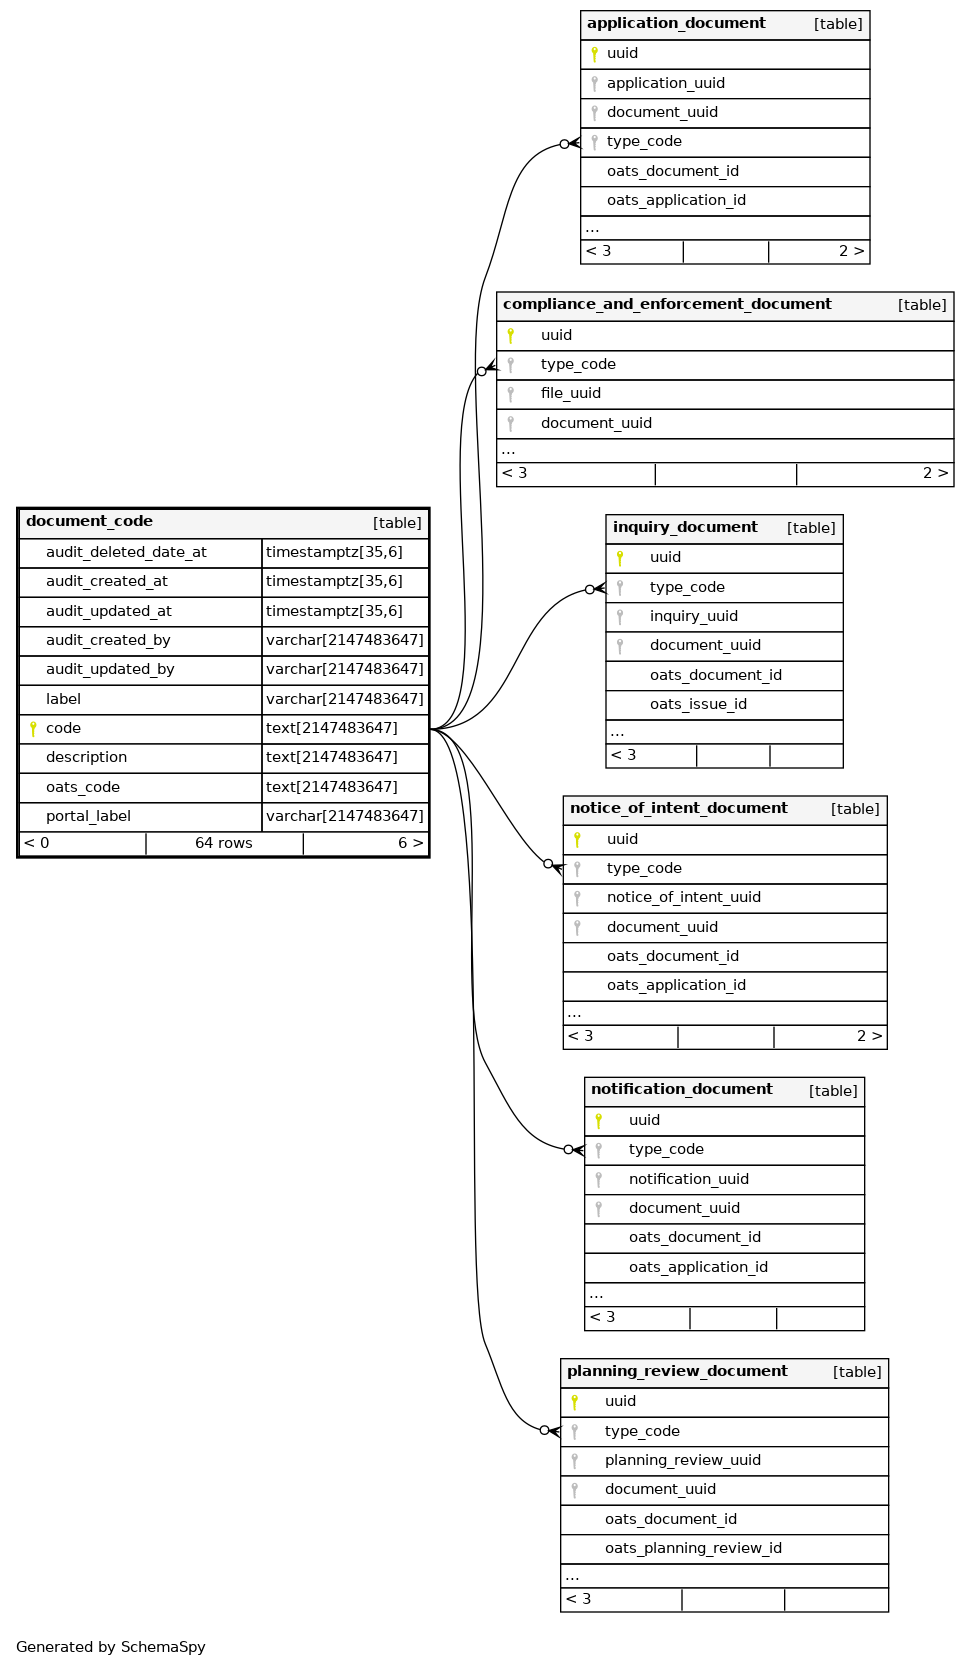 application_document [table]
uuid
application_uuid
document_uuid
type_code
oats_document_id
oats_application_id
...
< 3 2 >
compliance_and_enforcement_document [table]
uuid
type_code
file_uuid
document_uuid
...
< 3 2 >
document_code [table]
audit_deleted_date_at timestamptz[35,6]
audit_created_at timestamptz[35,6]
audit_updated_at timestamptz[35,6]
audit_created_by varchar[2147483647]
audit_updated_by varchar[2147483647]
label varchar[2147483647]
code text[2147483647]
description text[2147483647]
oats_code text[2147483647]
portal_label varchar[2147483647]
< 0 64 rows 6 >
inquiry_document [table]
uuid
type_code
inquiry_uuid
document_uuid
oats_document_id
oats_issue_id
...
< 3
notice_of_intent_document [table]
uuid
type_code
notice_of_intent_uuid
document_uuid
oats_document_id
oats_application_id
...
< 3 2 >
notification_document [table]
uuid
type_code
notification_uuid
document_uuid
oats_document_id
oats_application_id
...
< 3
planning_review_document [table]
uuid
type_code
planning_review_uuid
document_uuid
oats_document_id
oats_planning_review_id
...
< 3
Generated by SchemaSpy